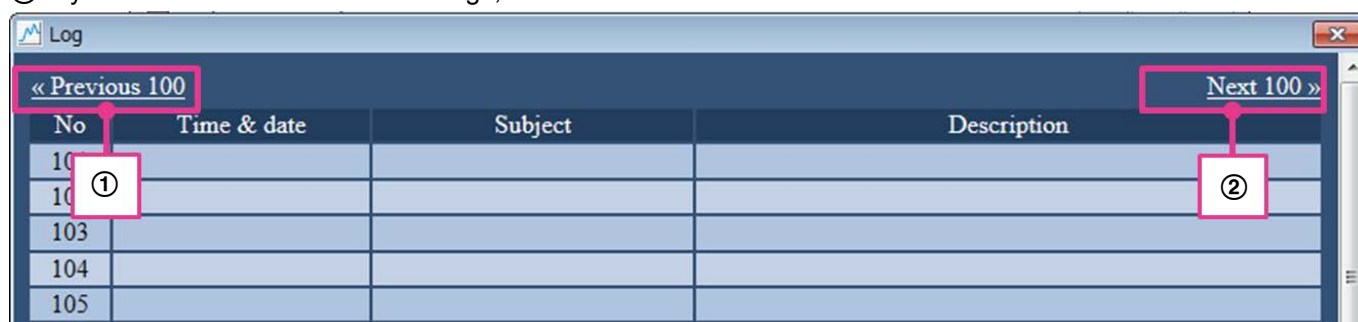 Log
« Previous 100
Next 100 »
No Time & date Subject Description
①
②
103
104
105